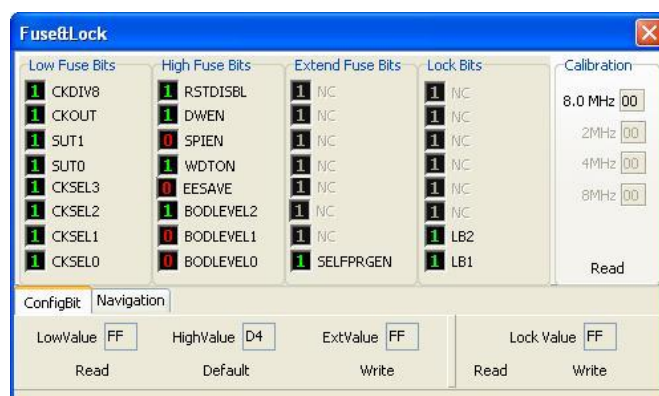 Fuse&Lock
Low Fuse Bits High Fuse Bits Extend Fuse Bits Lock Bits Calibration
1 CKDIV8 1 RSTDISBL 1 NC 1 NC 8.0 MHz 00
1 CKOUT 1 DWEN 1 NC 1 NC
1 SUT1 0 SPIEN 1 NC 1 NC 2MHz 00
1 SUT0 1 WDTON 1 NC 1 NC 4MHz 00
1 CKSEL3 0 EESAVE 1 NC 1 NC
1 CKSEL2 1 BODLEVEL2 1 NC 1 NC 8MHz 00
1 CKSEL1 0 BODLEVEL1 1 NC 1 LB2
1 CKSEL0 0 BODLEVEL0 1 SELFPRGEN 1 LB1 Read
ConfigBit Navigation
LowValue FF HighValue D4 ExtValue FF Lock Value FF
Read Default Write Read Write